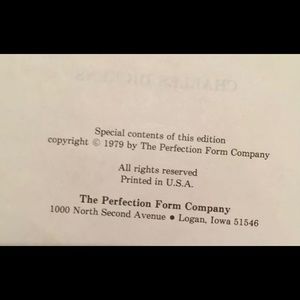 Special contents of this edition
copyright © 1979 by The Perfection Form Company
All rights reserved
Printed in U.S.A.
The Perfection Form Company
1000 North Second Avenue ● Logan, Iowa 51546